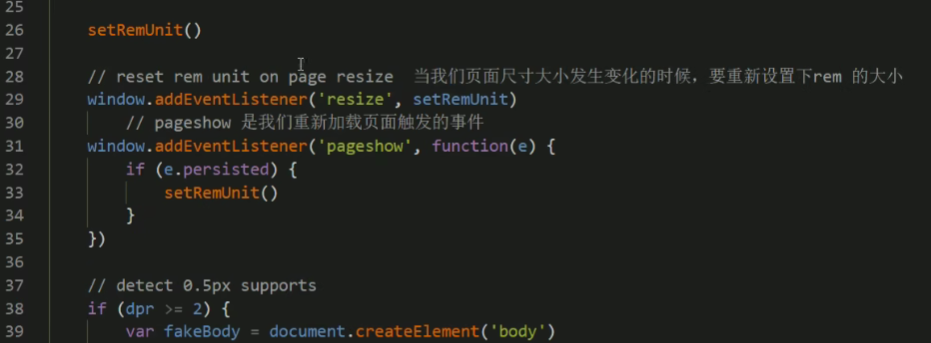 25
26 setRemUnit()
27
28 // reset rem unit on page resize 当我们页面尺寸大小发生变化的时候，要重新设置下rem 的大小
29 window.addEventListener('resize', setRemUnit)
30 // pageshow 是我们重新加载页面触发的事件
31 window.addEventListener('pageshow', function(e) {
32 if (e.persisted) {
33 setRemUnit()
34 }
35 })
36
37 // detect 0.5px supports
38 if (dpr >= 2) {
39 var fakeBody = document.createElement('body')